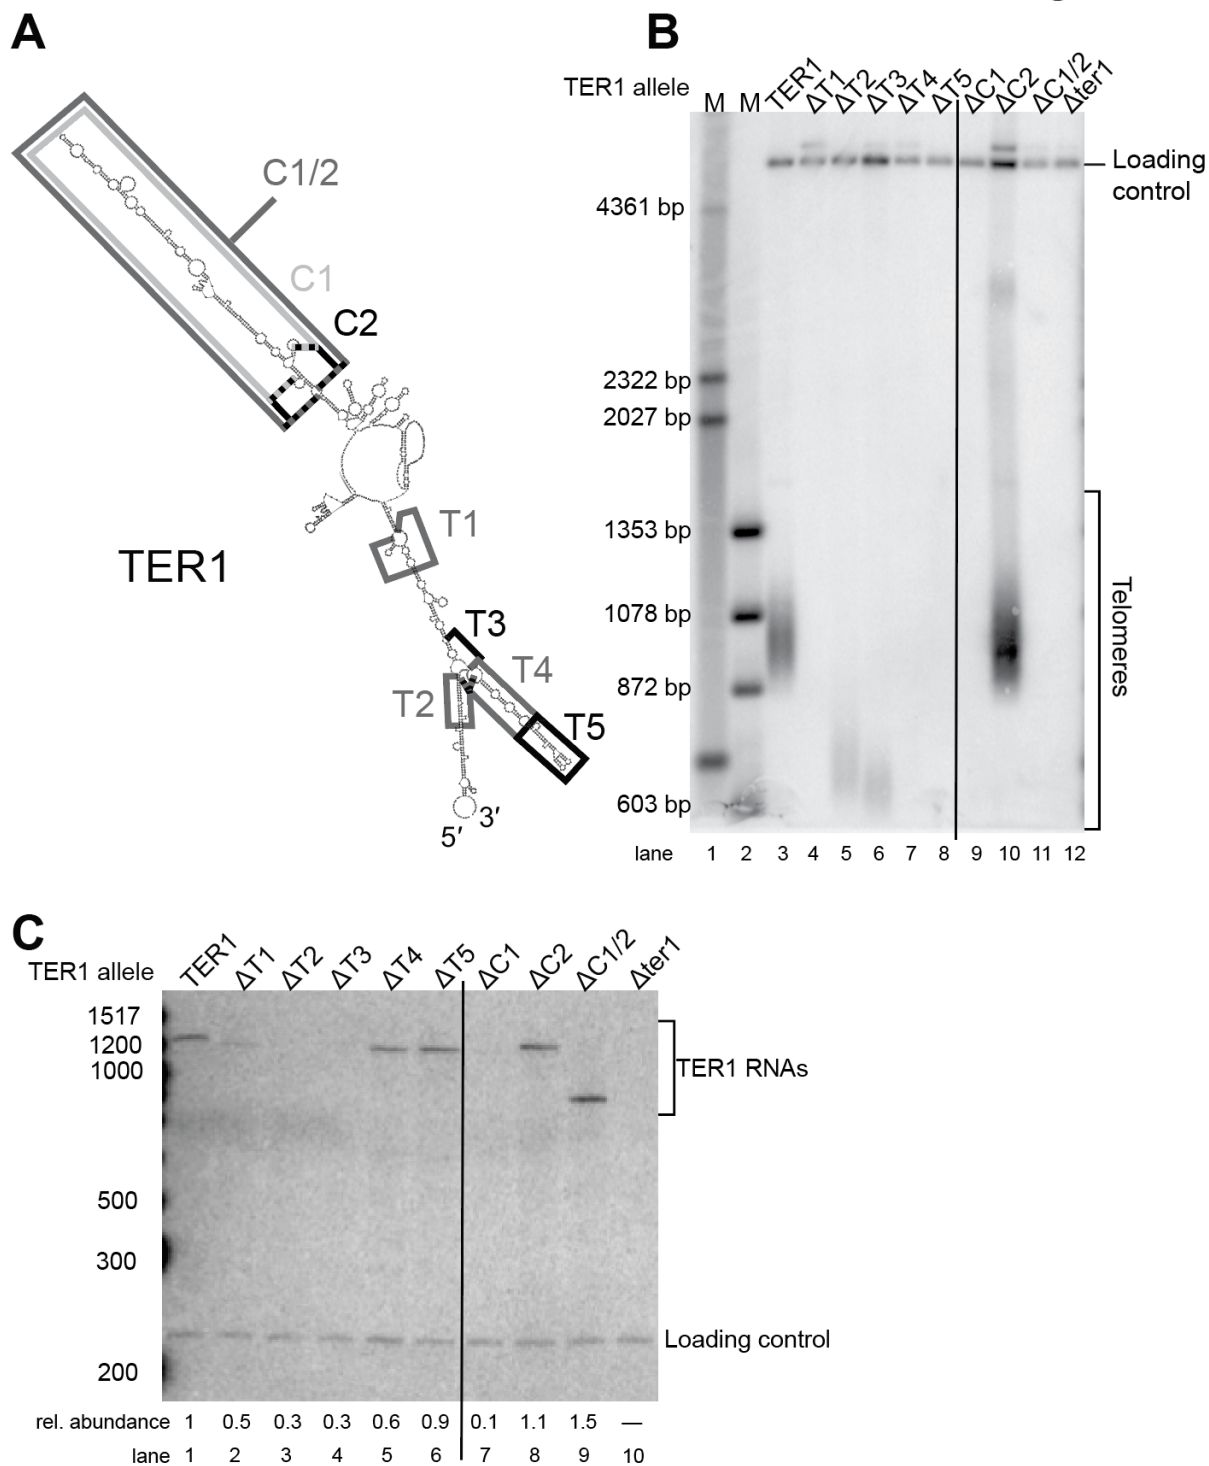 A
C1/2
C1
C2
T1
TER1
T3
T4
T2
T5
5′ 3′
B
TER1 allele M M TER1 ΔT1 ΔT2 ΔT3 ΔT4 ΔT5 ΔC1 ΔC2 ΔC1/2 Δter1
Loading
control
4361 bp
2322 bp
2027 bp
1353 bp
1078 bp
872 bp
603 bp
Telomeres
lane 1 2 3 4 5 6 7 8 9 10 11 12
C
TER1 allele TER1 ΔT1 ΔT2 ΔT3 ΔT4 ΔT5 ΔC1 ΔC2 ΔC1/2 Δter1
1517
1200
1000
TER1 RNAs
500
300
Loading control
200
rel. abundance 1 0.5 0.3 0.3 0.6 0.9 0.1 1.1 1.5 —
lane 1 2 3 4 5 6 7 8 9 10